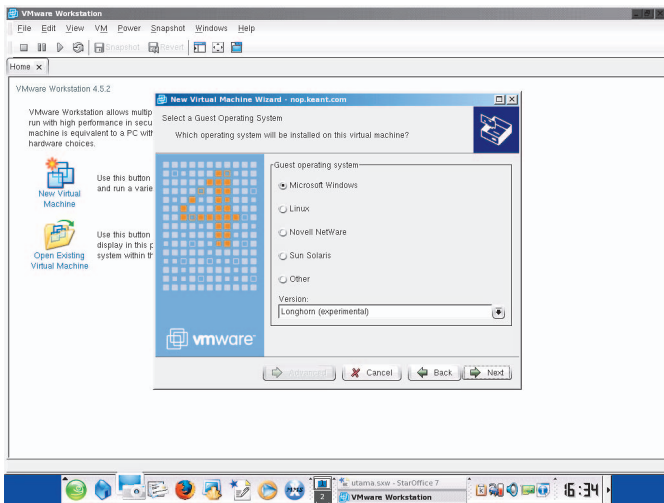 VMware Workstation
File Edit View VM Power Snapshot Windows Help
Snapshot Revert
Home x
VMware Workstation 4.5.2
VMware Workstation allows multip
run with high performance in secu
machine is equivalent to a PC with
hardware choices.
New Virtual
Machine
Use this button
and run a varie
Open Existing
Virtual Machine
Use this button
display in this p
system within th
New Virtual Machine Wizard - nop.keant.com
Select a Guest Operating System
Which operating system will be installed on this virtual machine?
Guest operating system
Microsoft Windows
Linux
Novell NetWare
Sun Solaris
Other
Version:
Longhorn (experimental)
vmware
Advanced Cancel Back Next
2
utama.sxw - StarOffice 7
VMware Workstation
16:34